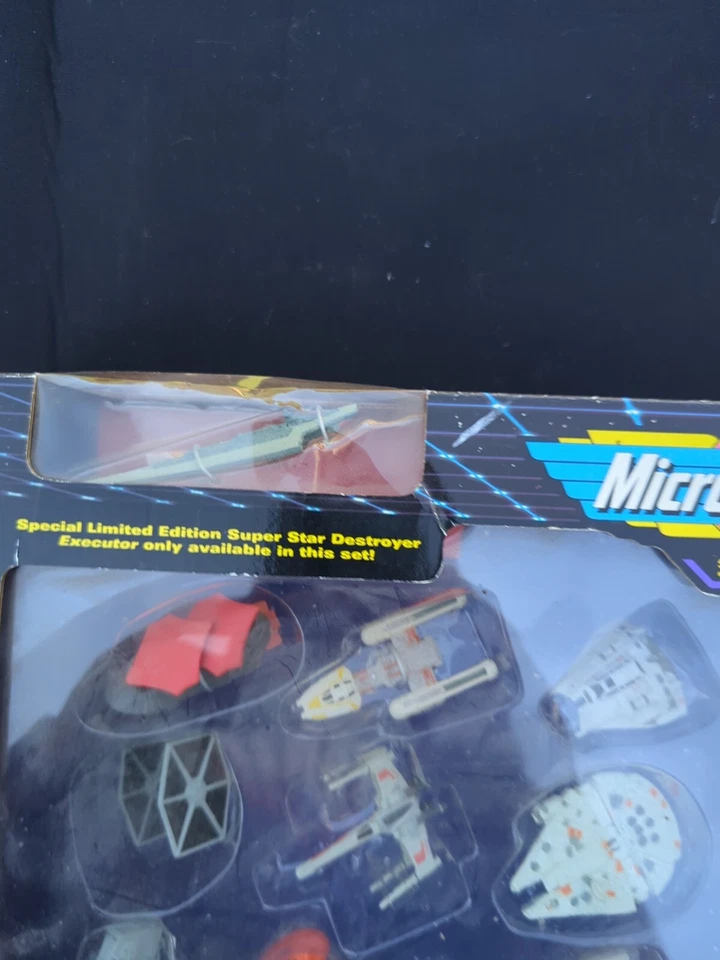 Micro
Special Limited Edition Super Star Destroyer
Executor only available in this set!